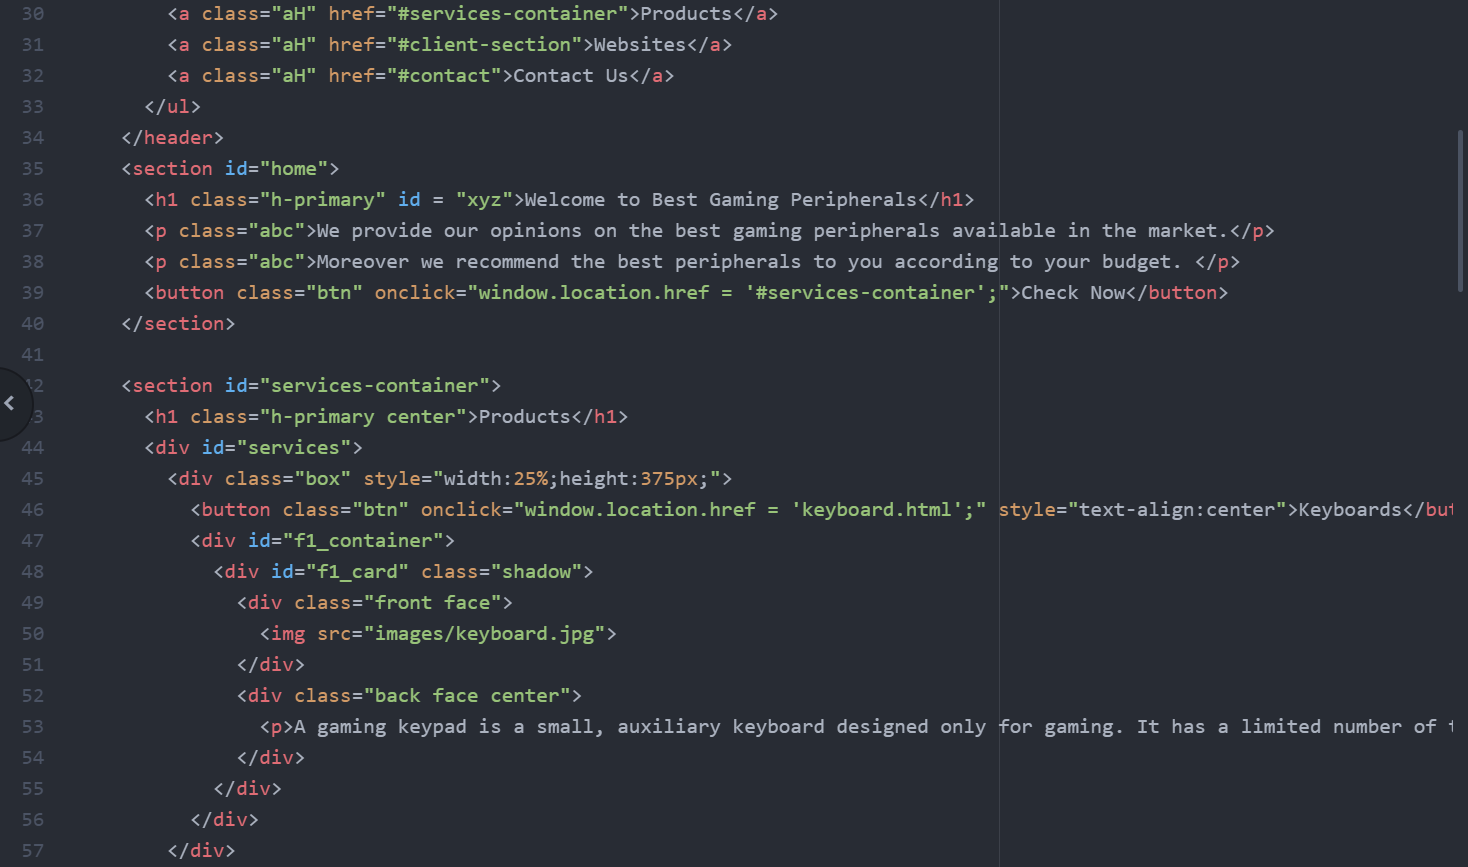 30 <a class="aH" href="#services-container">Products</a>
31 <a class="aH" href="#client-section">Websites</a>
32 <a class="aH" href="#contact">Contact Us</a>
33 </ul>
34 </header>
35 <section id="home">
36 <h1 class="h-primary" id = "xyz">Welcome to Best Gaming Peripherals</h1>
37 <p class="abc">We provide our opinions on the best gaming peripherals available in the market.</p>
38 <p class="abc">Moreover we recommend the best peripherals to you according to your budget. </p>
39 <button class="btn" onclick="window.location.href = '#services-container';">Check Now</button>
40 </section>
41
2 <section id="services-container">
3 <h1 class="h-primary center">Products</h1>
44 <div id="services">
45 <div class="box" style="width:25%;height:375px;">
46 <button class="btn" onclick="window.location.href = 'keyboard.html';" style="text-align:center">Keyboards</but
47 <div id="f1_container">
48 <div id="f1_card" class="shadow">
49 <div class="front face">
50 <img src="images/keyboard.jpg">
51 </div>
52 <div class="back face center">
53 <p>A gaming keypad is a small, auxiliary keyboard designed only for gaming. It has a limited number of
54 </div>
55 </div>
56 </div>
57 </div>